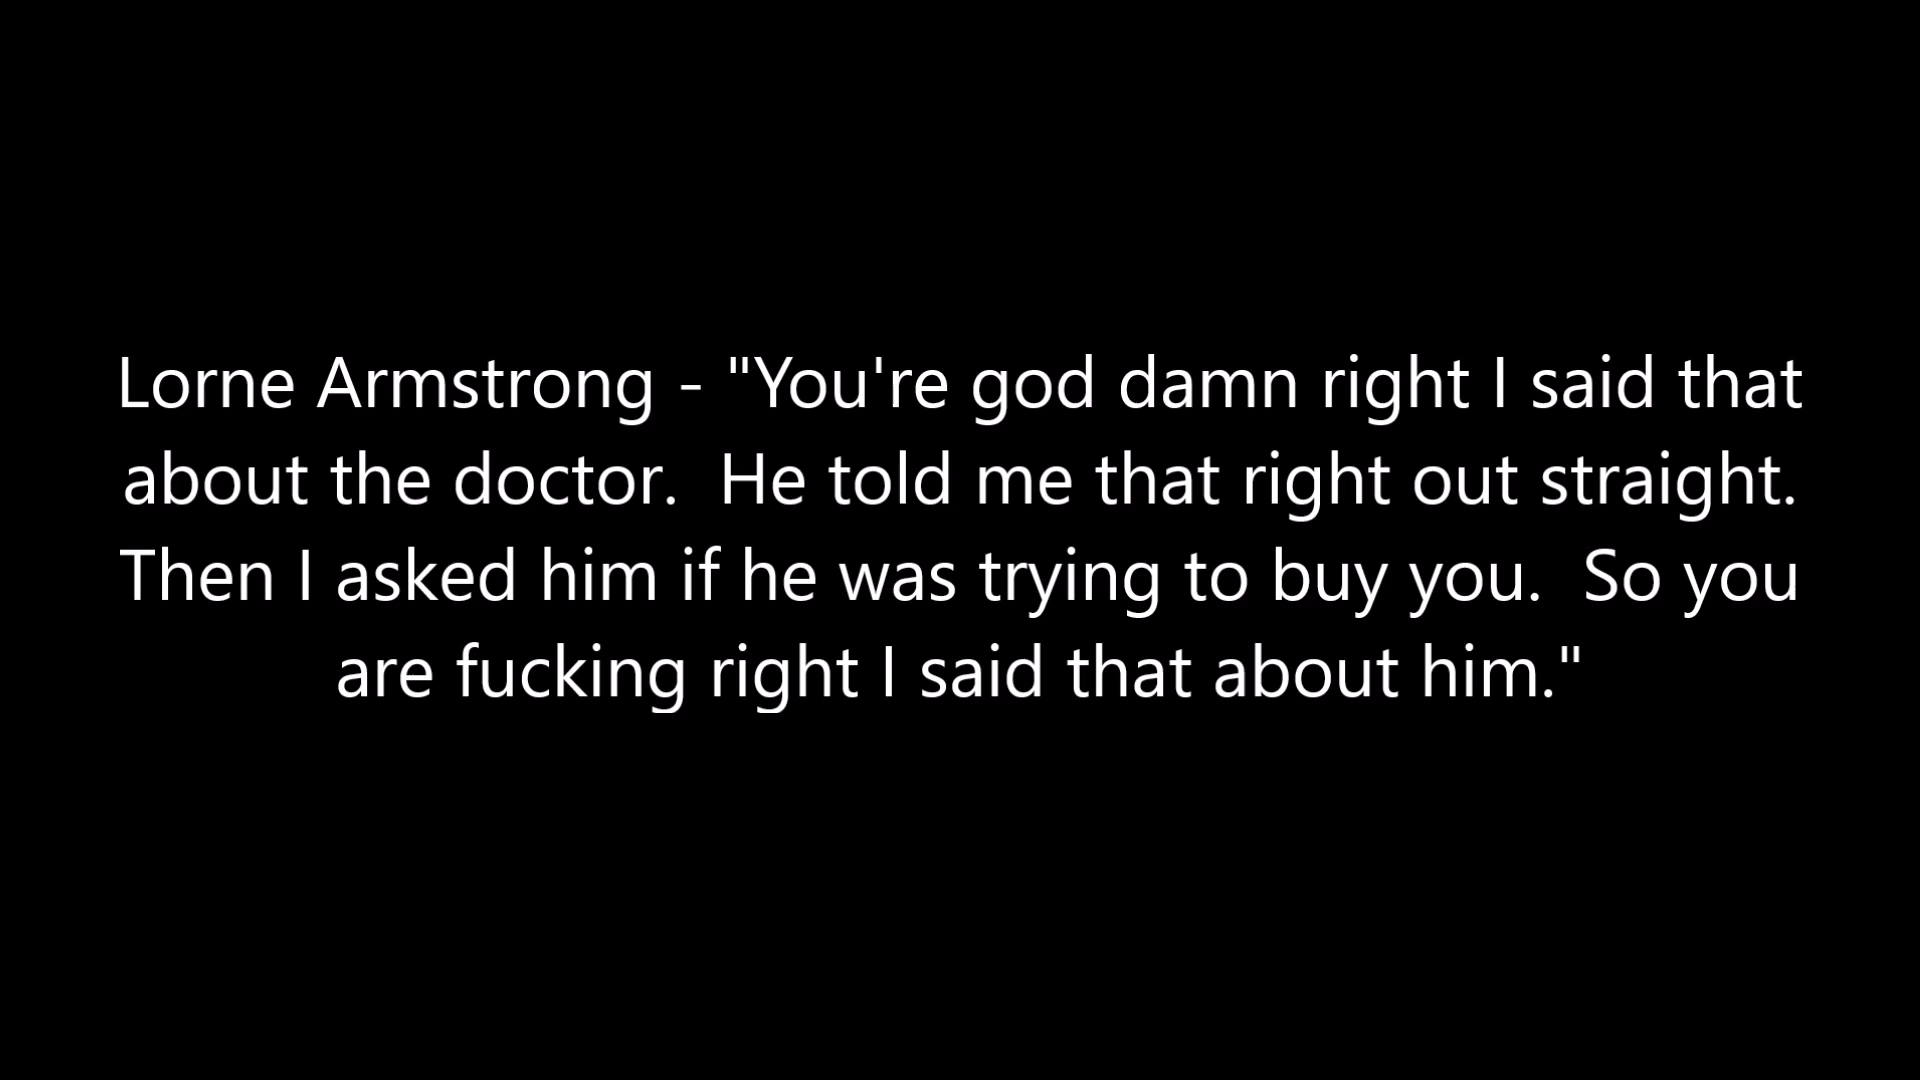 Lorne Armstrong - "You're god damn right I said that
about the doctor.  He told me that right out straight.
Then I asked him if he was trying to buy you.  So you
are fucking right I said that about him."